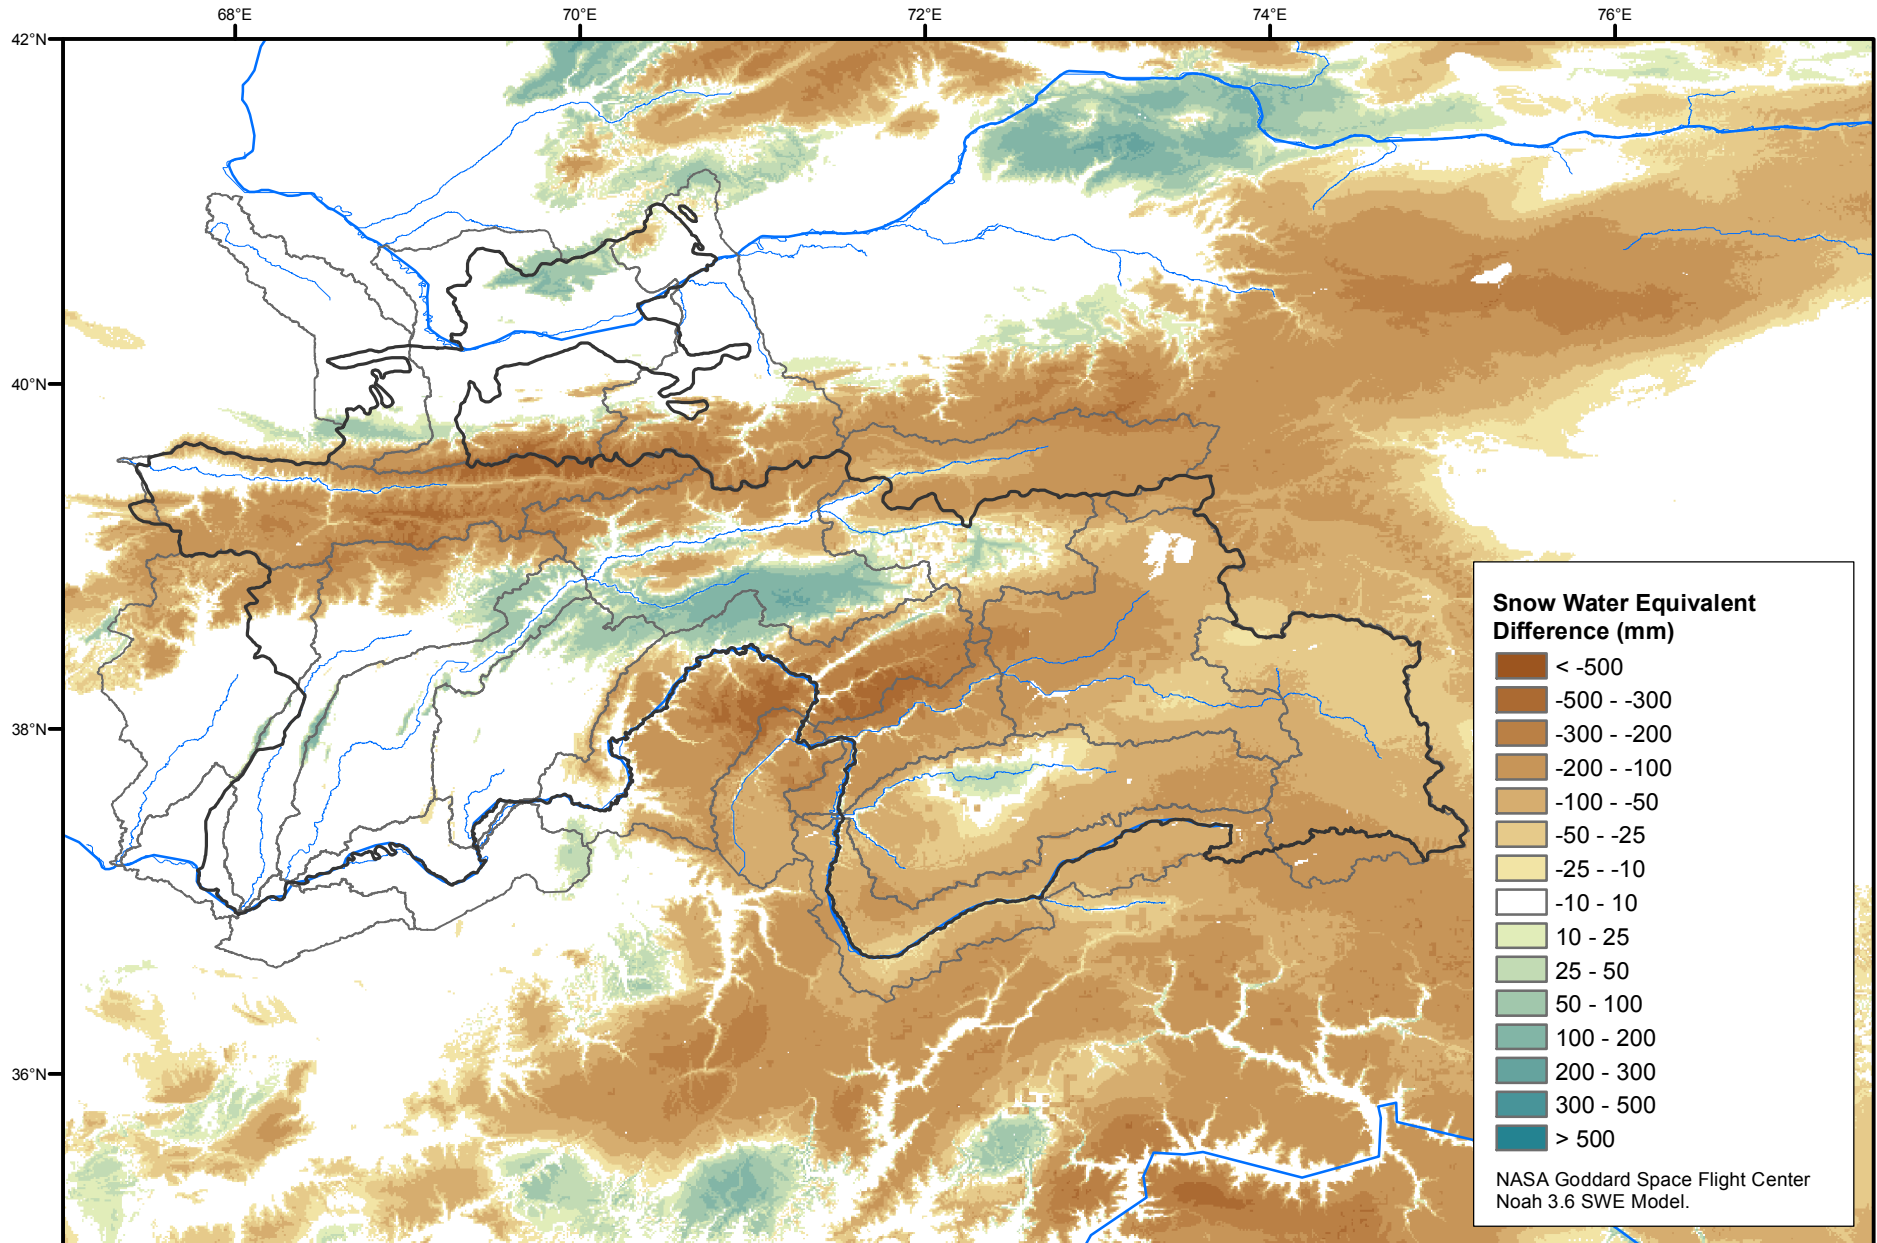 68°E 70°E 72°E 74°E 76°E
42°N
40°N
38°N
36°N
Snow Water Equivalent
Difference (mm)
< -500
-500 - -300
-300 - -200
-200 - -100
-100 - -50
-50 - -25
-25 - -10
-10 - 10
10 - 25
25 - 50
50 - 100
100 - 200
200 - 300
300 - 500
> 500
NASA Goddard Space Flight Center
Noah 3.6 SWE Model.